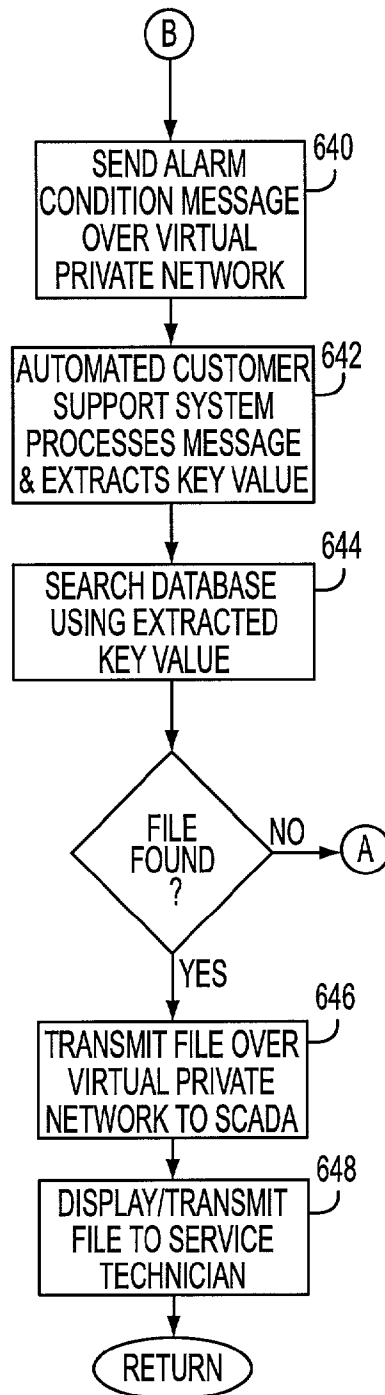 B
SEND ALARM
CONDITION MESSAGE
OVER VIRTUAL
PRIVATE NETWORK
640
AUTOMATED CUSTOMER
SUPPORT SYSTEM
PROCESSES MESSAGE
& EXTRACTS KEY VALUE
642
SEARCH DATABASE
USING EXTRACTED
KEY VALUE
644
FILE
FOUND
?
NO
A
YES
TRANSMIT FILE OVER
VIRTUAL PRIVATE
NETWORK TO SCADA
646
DISPLAY/TRANSMIT
FILE TO SERVICE
TECHNICIAN
648
RETURN